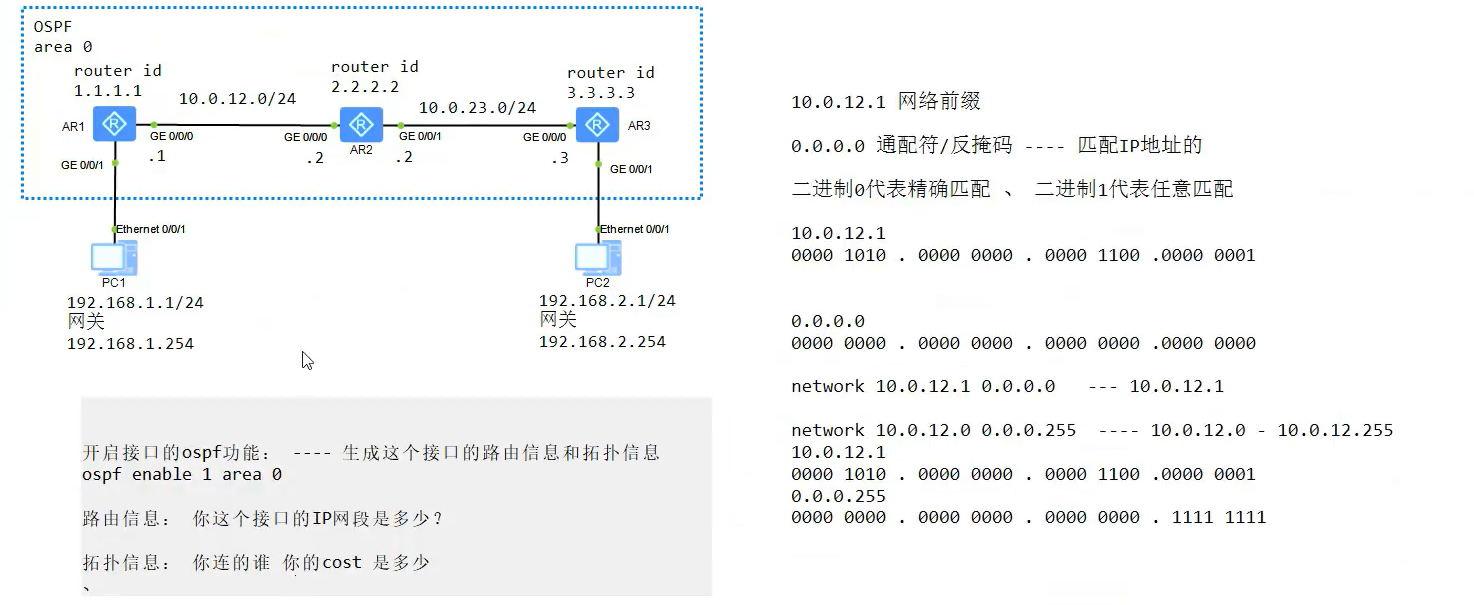 OSPF
area 0
router id
1.1.1.1
router id
2.2.2.2
router id
3.3.3.3
10.0.12.0/24
10.0.23.0/24
AR1
GE 0/0/0
.1
GE 0/0/0
.2
AR2
GE 0/0/1
.2
GE 0/0/0
.3
AR3
GE 0/0/1
GE 0/0/1
Ethernet 0/0/1
Ethernet 0/0/1
PC1
192.168.1.1/24
网关
192.168.1.254
PC2
192.168.2.1/24
网关
192.168.2.254
开启接口的ospf功能： ---- 生成这个接口的路由信息和拓扑信息
ospf enable 1 area 0
路由信息： 你这个接口的IP网段是多少？
拓扑信息： 你连的谁 你的cost 是多少
、
10.0.12.1 网络前缀
0.0.0.0 通配符/反掩码 ---- 匹配IP地址的
二进制0代表精确匹配 、 二进制1代表任意匹配
10.0.12.1
0000 1010 . 0000 0000 . 0000 1100 .0000 0001
0.0.0.0
0000 0000 . 0000 0000 . 0000 0000 .0000 0000
network 10.0.12.1 0.0.0.0 --- 10.0.12.1
network 10.0.12.0 0.0.0.255 ---- 10.0.12.0 - 10.0.12.255
10.0.12.1
0000 1010 . 0000 0000 . 0000 1100 .0000 0001
0.0.0.255
0000 0000 . 0000 0000 . 0000 0000 . 1111 1111